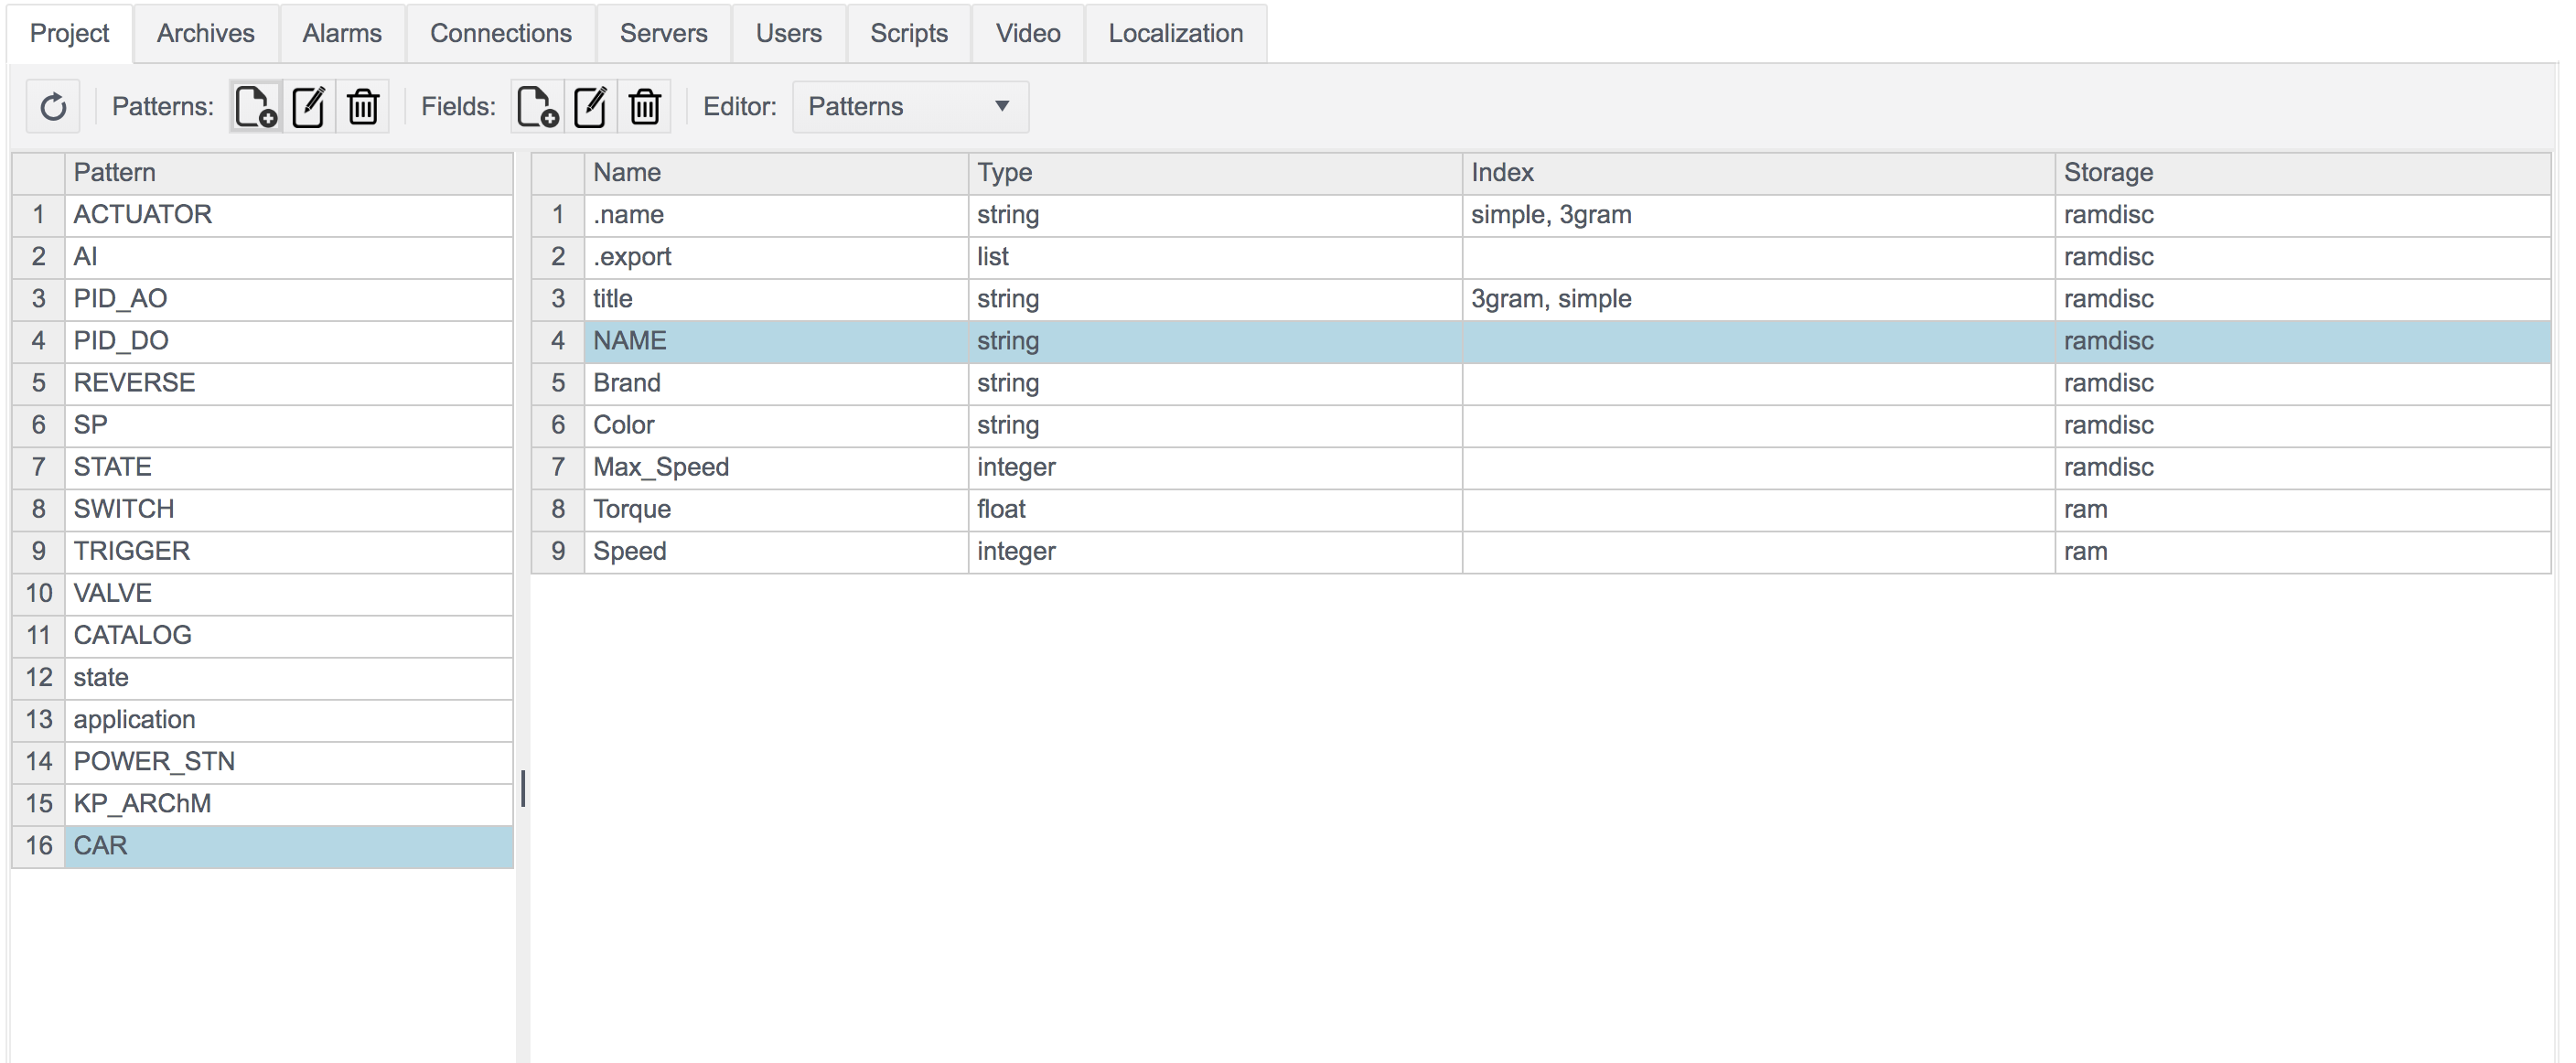 Project Archives Alarms Connections Servers Users Scripts Video Localization
Patterns: Fields: Editor: Patterns
Pattern
1 ACTUATOR
2 AI
3 PID_AO
4 PID_DO
5 REVERSE
6 SP
7 STATE
8 SWITCH
9 TRIGGER
10 VALVE
11 CATALOG
12 state
13 application
14 POWER_STN
15 KP_ARChM
16 CAR
Name Type Index Storage
1 .name string simple, 3gram ramdisc
2 .export list ramdisc
3 title string 3gram, simple ramdisc
4 NAME string ramdisc
5 Brand string ramdisc
6 Color string ramdisc
7 Max_Speed integer ramdisc
8 Torque float ram
9 Speed integer ram